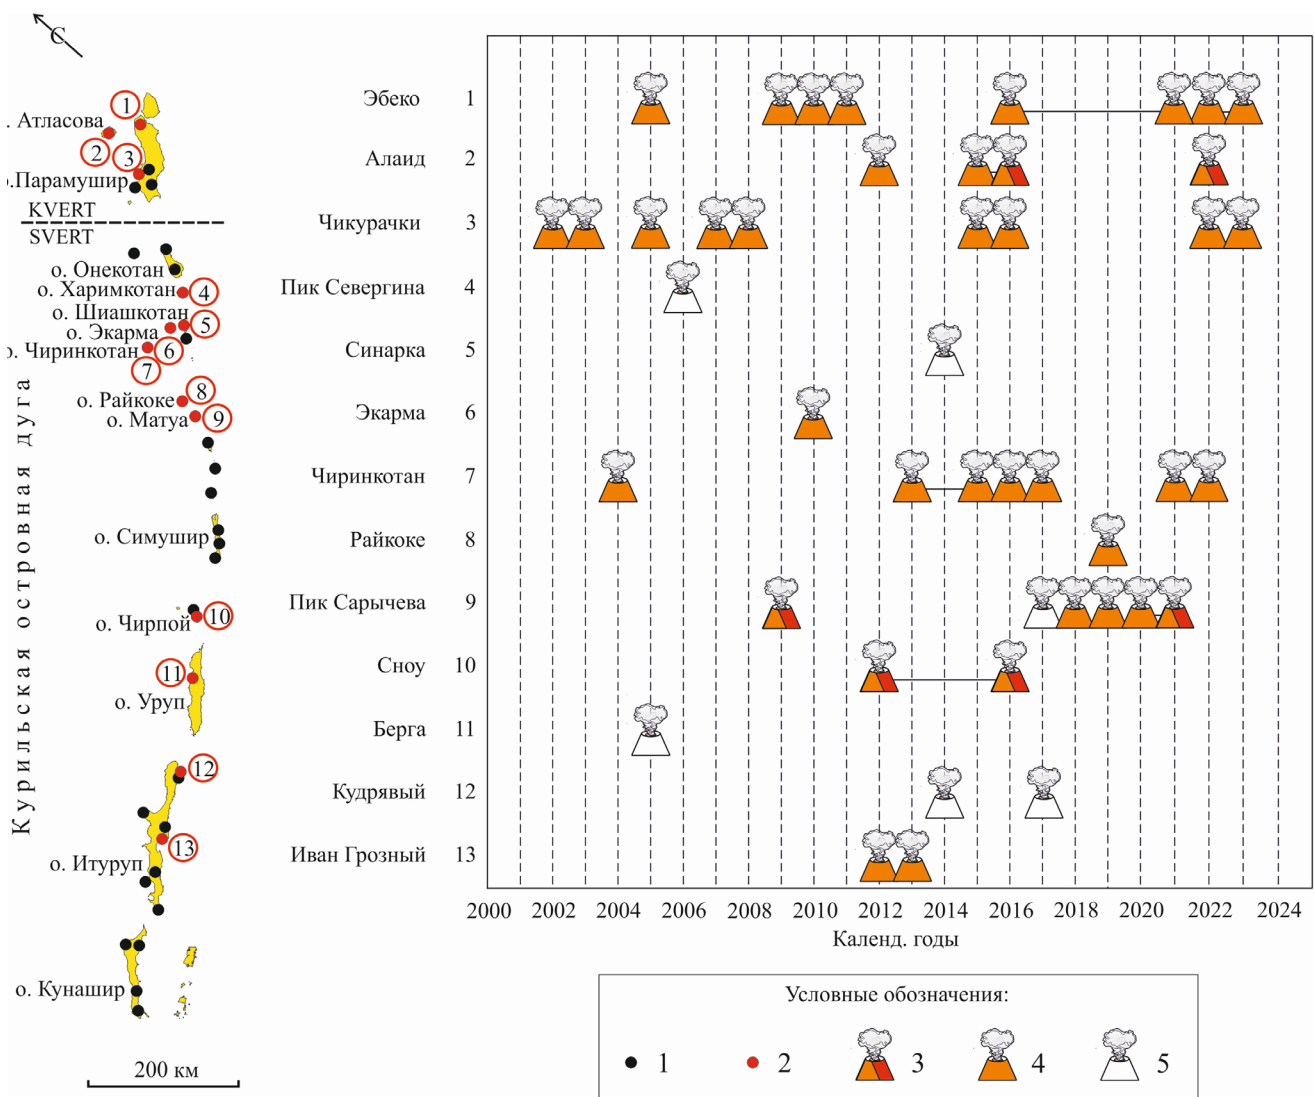 С
1
. Атласова
2
3
о.Парамушир
KVERT
SVERT
о. Онекотан
о. Харимкотан
4
о. Шиашкотан
5
о. Экарма
о. Чиринкотан
6
7
8
о. Райкоке
о. Матуа
9
о. Симушир
10
о. Чирпой
11
о. Уруп
12
13
о. Итуруп
о. Кунашир
200 км
Курильская островная дуга
Эбеко 1
Алаид 2
Чикурачки 3
Пик Севергина 4
Синарка 5
Экарма 6
Чиринкотан 7
Райкоке 8
Пик Сарычева 9
Сноу 10
Берга 11
Кудрявый 12
Иван Грозный 13
2000 2002 2004 2006 2008 2010 2012 2014 2016 2018 2020 2022 2024
Календ. годы
Условные обозначения:
1 2 3 4 5